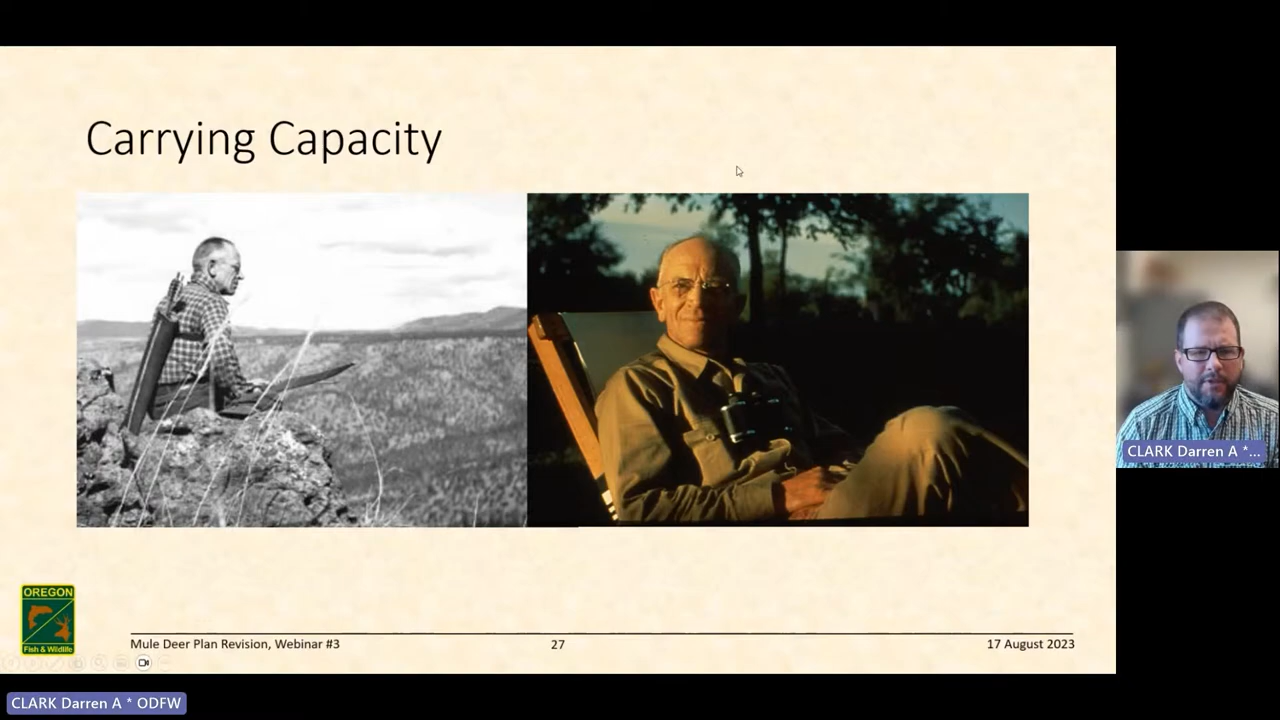 Carrying Capacity
OREGON
Fish & Wildlife
Mule Deer Plan Revision, Webinar #3
27
17 August 2023
CLARK Darren A *...
CLARK Darren A * ODFW